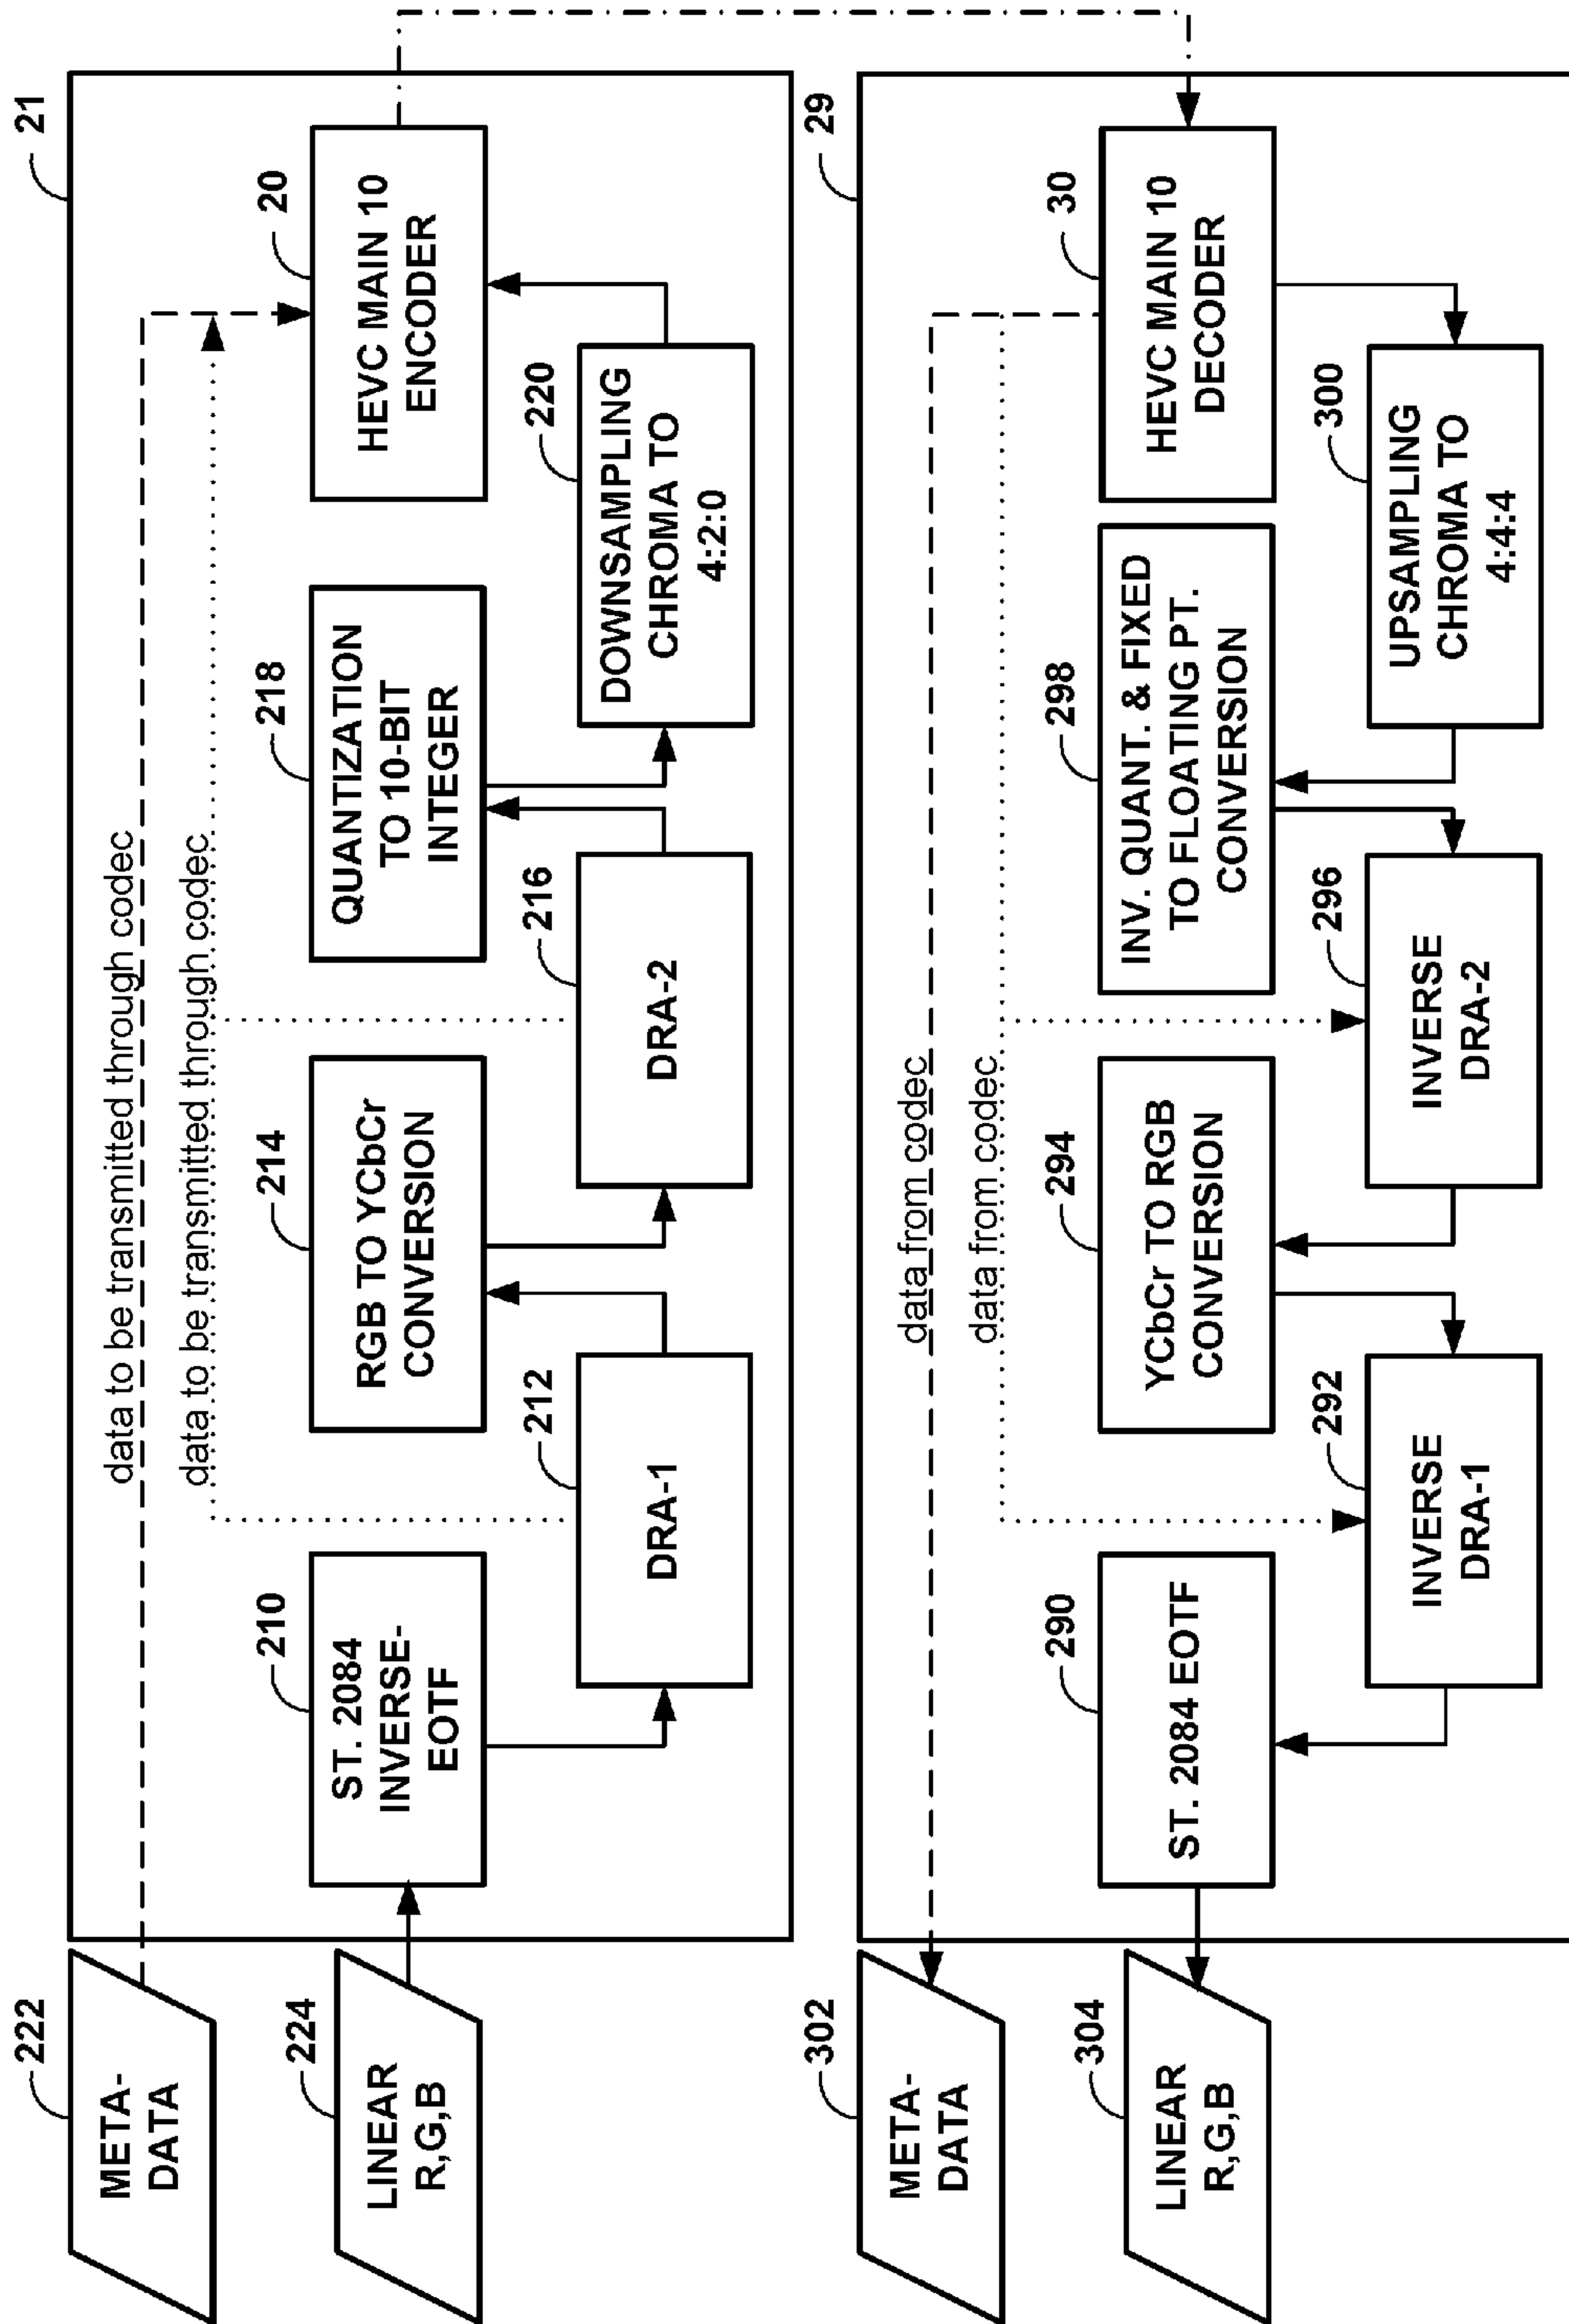 21
222
META-
DATA
data to be transmitted through codec
data to be transmitted through codec
224
LINEAR
R,G,B
210
ST. 2084
INVERSE-
EOTF
212
DRA-1
214
RGB TO YCbCr
CONVERSION
216
DRA-2
218
QUANTIZATION
TO 10-BIT
INTEGER
220
DOWNSAMPLING
CHROMA TO
4:2:0
20
HEVC MAIN 10
ENCODER
29
302
META-
DATA
data from codec
data from codec
304
LINEAR
R,G,B
290
ST. 2084 EOTF
292
INVERSE
DRA-1
294
YCbCr TO RGB
CONVERSION
296
INVERSE
DRA-2
298
INV. QUANT. & FIXED
TO FLOATING PT.
CONVERSION
300
UPSAMPLING
CHROMA TO
4:4:4
30
HEVC MAIN 10
DECODER